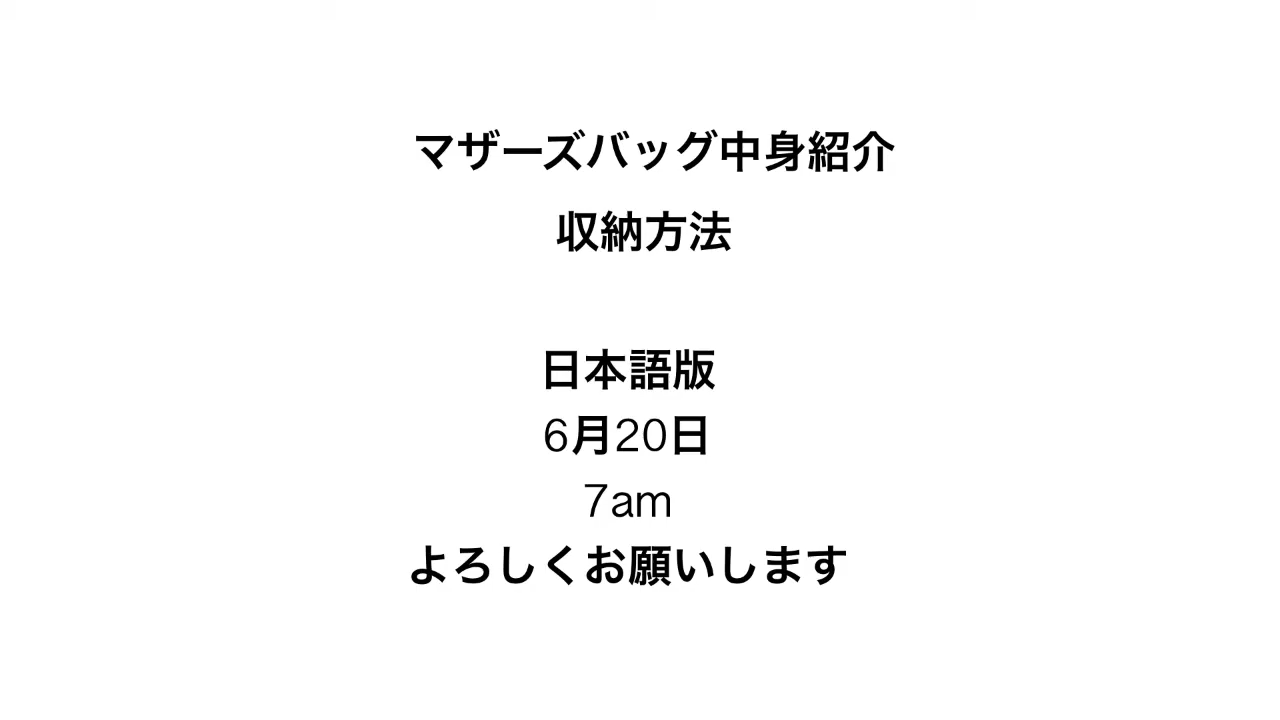 マザーズバッグ中身紹介
収納方法
日本語版
6月20日
7am
よろしくお願いします